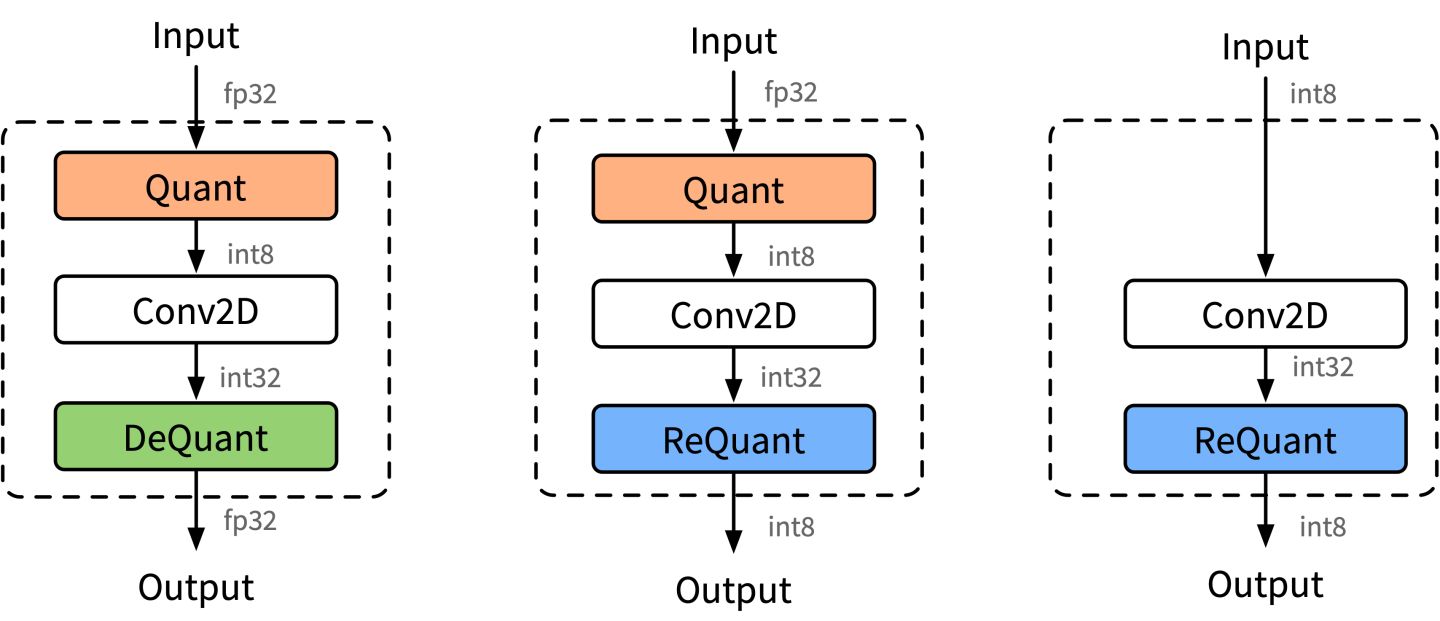 Input
fp32
Quant
int8
Conv2D
int32
DeQuant
fp32
Output
Input
fp32
Quant
int8
Conv2D
int32
ReQuant
int8
Output
Input
int8
Conv2D
int32
ReQuant
int8
Output